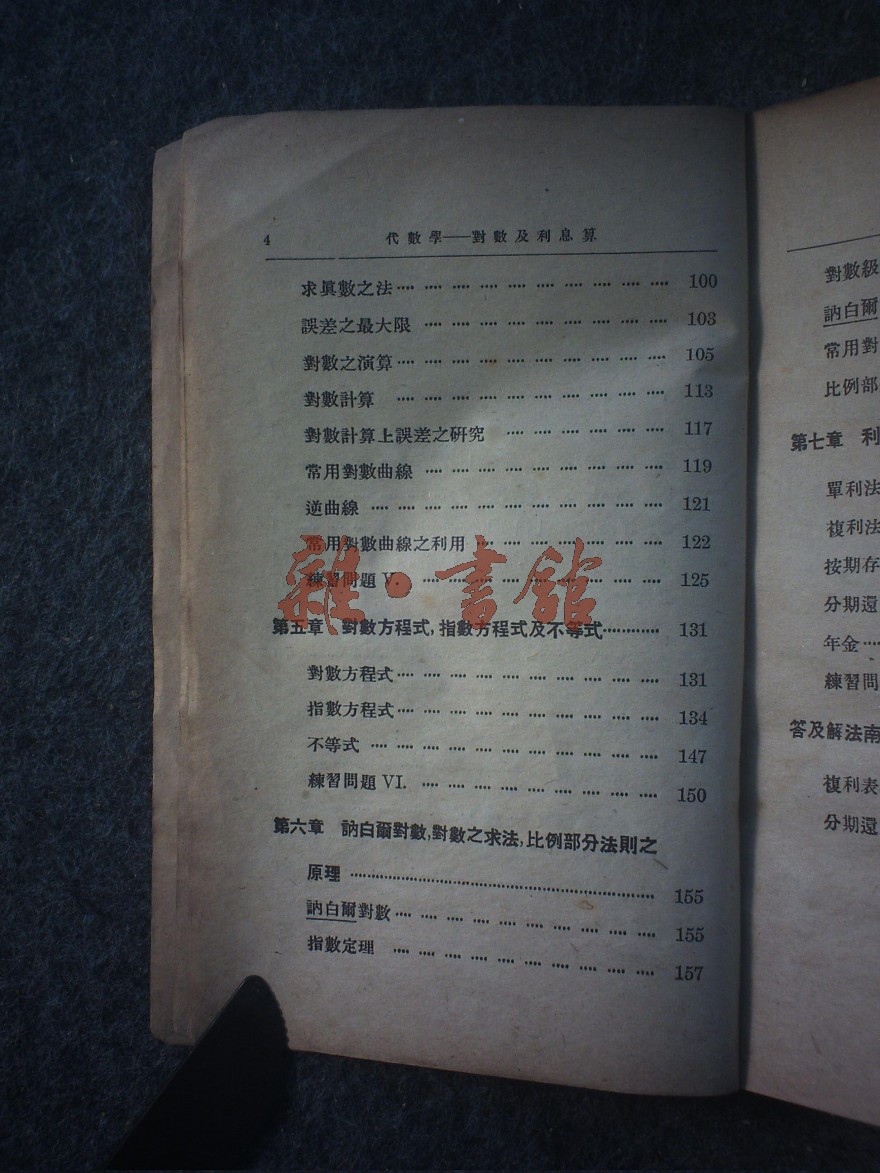 4 代數學——對數及利息算
求眞數之法 100
誤差之最大限 103
對數之演算 105
對數計算 113
對數計算上誤差之研究 117
常用對數曲線 119
逆曲線 121
常用對數曲線之利用 122
練習問題 V. 125
第五章 對數方程式,指數方程式及不等式 131
對數方程式 131
指數方程式 134
不等式 147
練習問題 VI. 150
第六章 訥白爾對數,對數之求法,比例部分法則之
原理 155
訥白爾對數 155
指數定理 157
雜·書館
對數級
訥白爾
常用對
比例部
第七章 利
單利法
複利法
按期存
分期還
年金
練習問
答及解法南
複利表
分期還